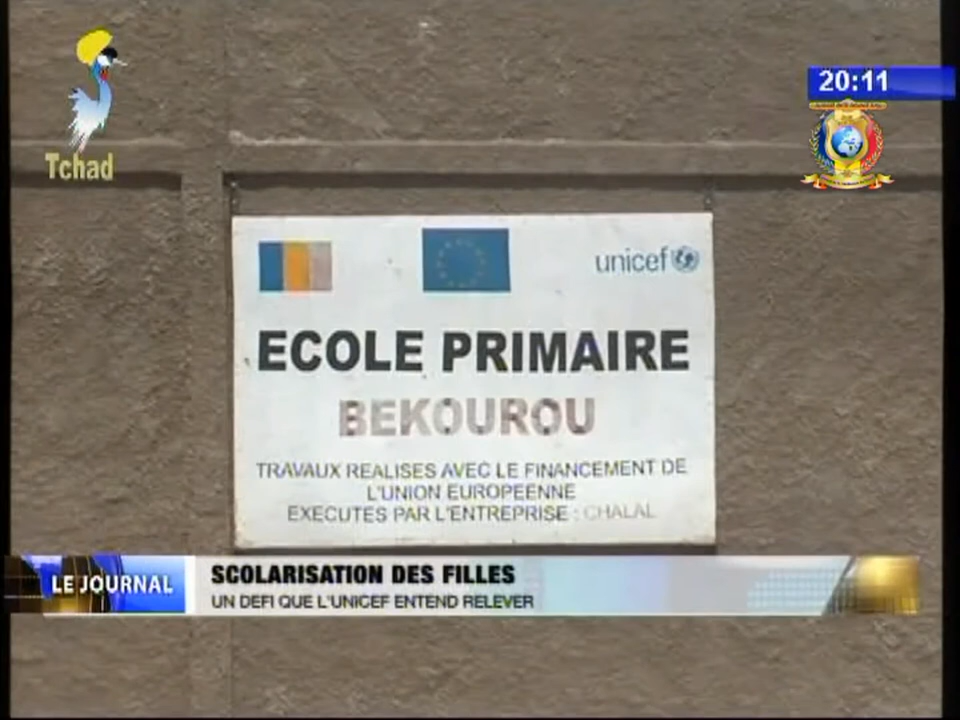 Tchad
20:11
unicef
ECOLE PRIMAIRE
BEKOUROU
TRAVAUX REALISES AVEC LE FINANCEMENT DE
L'UNION EUROPEENNE
EXECUTES PAR L'ENTREPRISE : CHALAL
LE JOURNAL
SCOLARISATION DES FILLES
UN DEFI QUE L'UNICEF ENTEND RELEVER